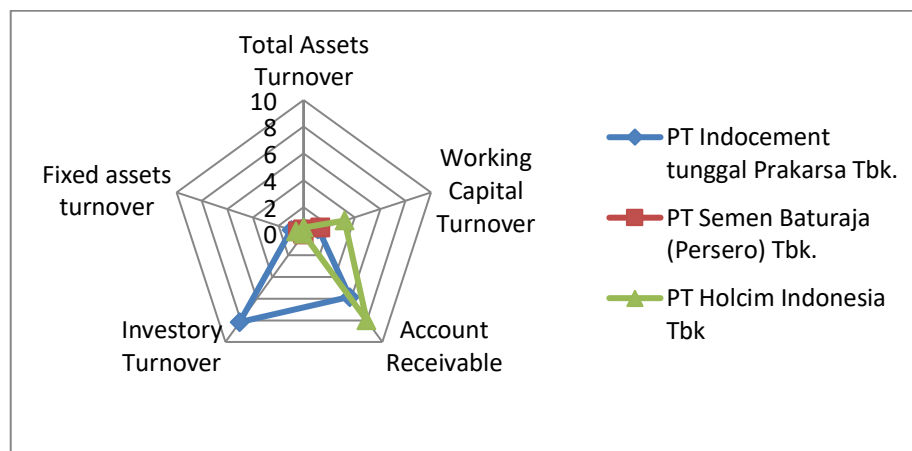 Total Assets
Turnover
10
8
6
4
2
0
Working
Capital
Turnover
Account
Receivable
Investory
Turnover
Fixed assets
turnover
PT Indocement
tunggal Prakarsa Tbk.
PT Semen Baturaja
(Persero) Tbk.
PT Holcim Indonesia
Tbk